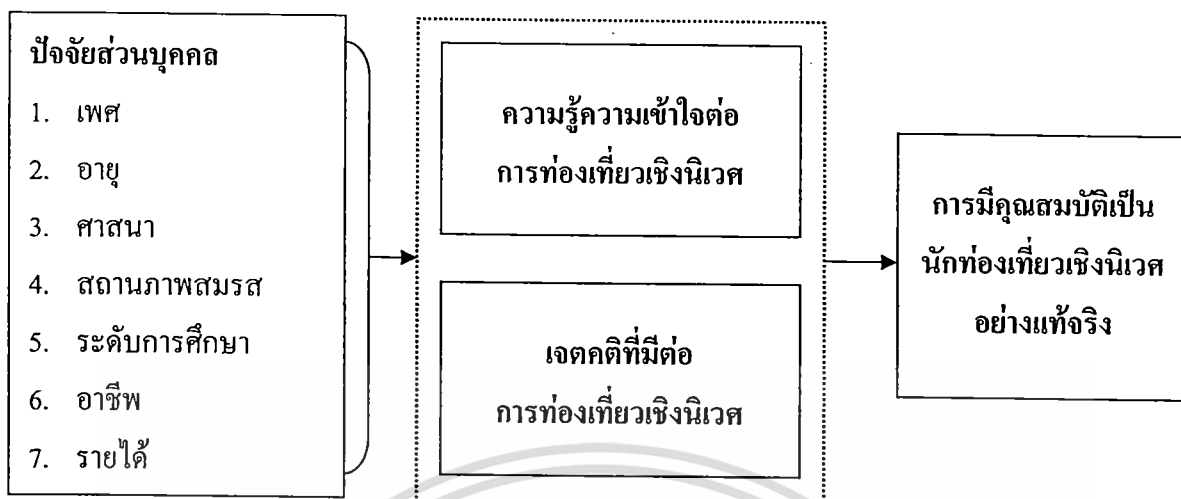 ปัจจัยส่วนบุคคล
1. เพศ
2. อายุ
3. ศาสนา
4. สถานภาพสมรส
5. ระดับการศึกษา
6. อาชีพ
7. รายได้
ความรู้ความเข้าใจต่อ
การท่องเที่ยวเชิงนิเวศ
เจตคติที่มีต่อ
การท่องเที่ยวเชิงนิเวศ
การมีคุณสมบัติเป็น
นักท่องเที่ยวเชิงนิเวศ
อย่างแท้จริง